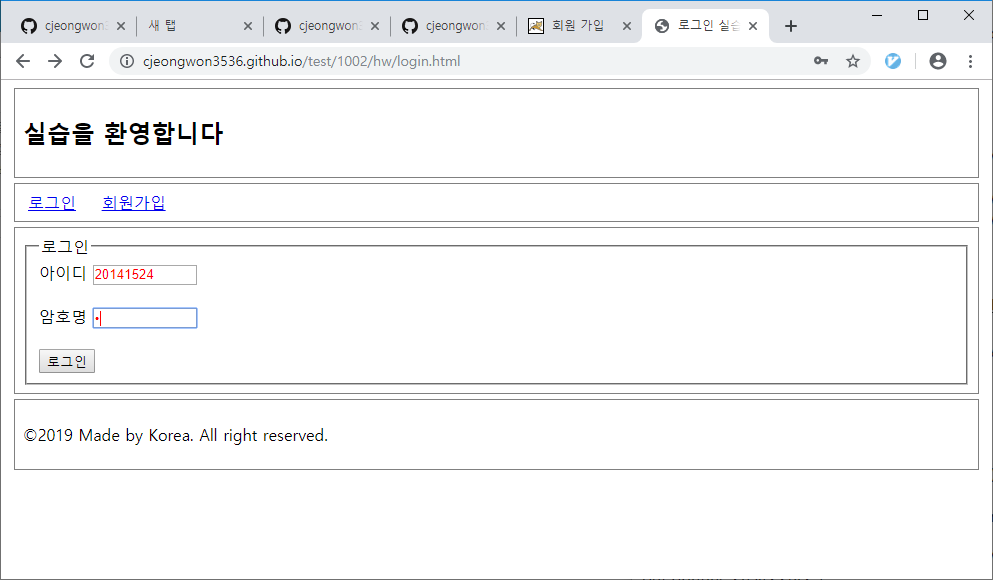 cjeongwon3
새 탭
cjeongwon3
cjeongwon
회원 가입
로그인 실습
cjeongwon3536.github.io/test/1002/hw/login.html
실습을 환영합니다
로그인 회원가입
로그인
아이디 20141524
암호명 •
로그인
©2019 Made by Korea. All right reserved.